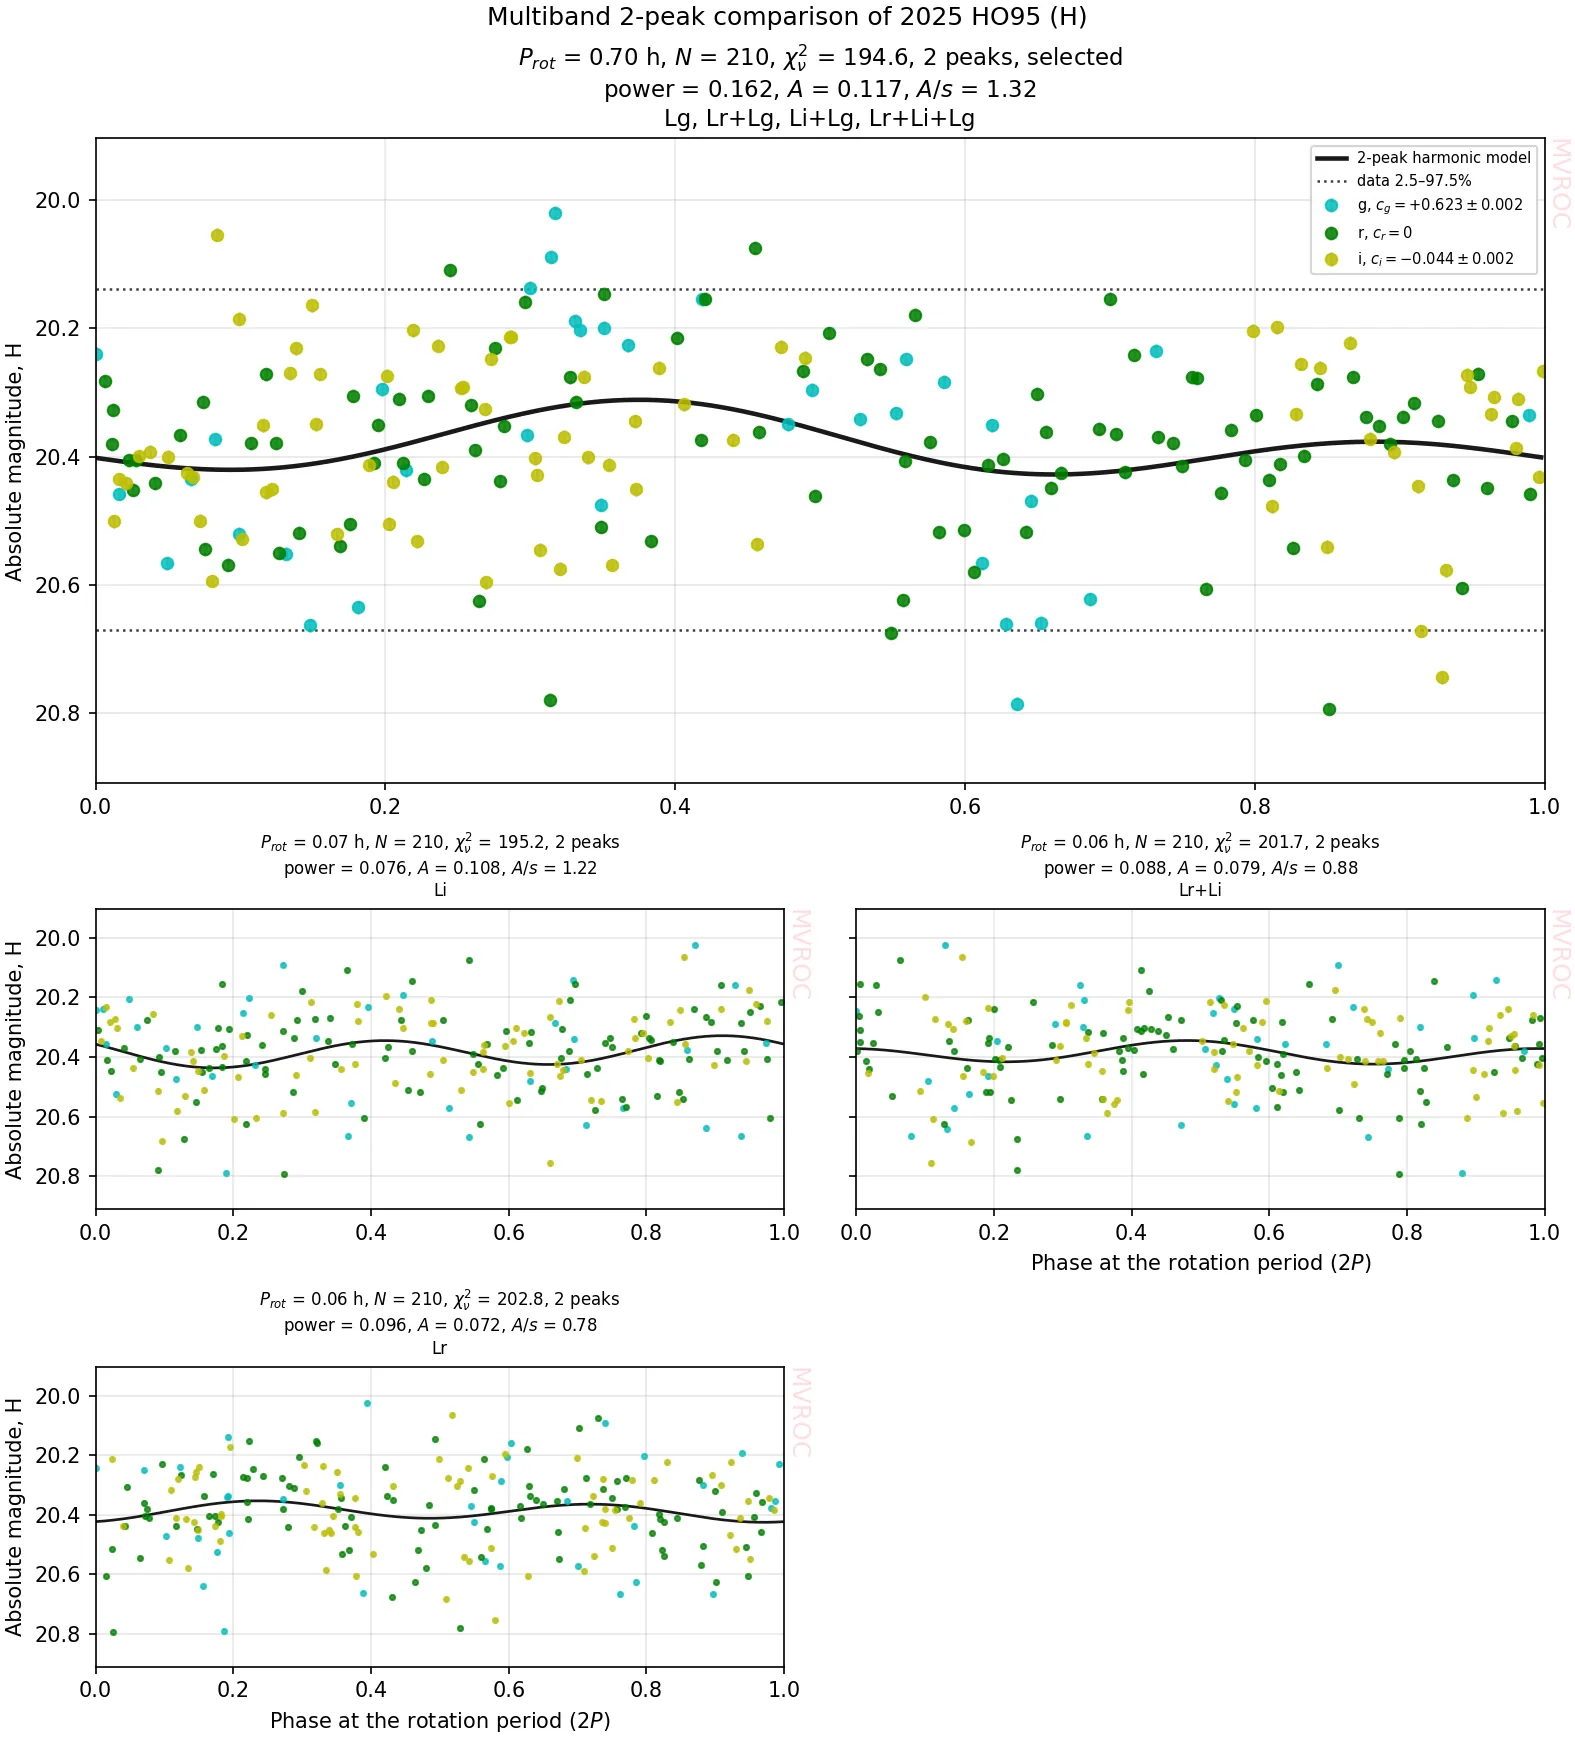 Multiband 2-peak comparison of 2025 HO95 (H)
P_rot = 0.70 h, N = 210, χ²_ν = 194.6, 2 peaks, selected
power = 0.162, A = 0.117, A/s = 1.32
Lg, Lr+Lg, Li+Lg, Lr+Li+Lg
2-peak harmonic model
data 2.5–97.5%
g, c_g = +0.623 ± 0.002
r, c_r = 0
i, c_i = −0.044 ± 0.002
MVROC
Absolute magnitude, H
20.0
20.2
20.4
20.6
20.8
0.0 0.2 0.4 0.6 0.8 1.0
P_rot = 0.07 h, N = 210, χ²_ν = 195.2, 2 peaks
power = 0.076, A = 0.108, A/s = 1.22
Li
MVROC
Absolute magnitude, H
20.0
20.2
20.4
20.6
20.8
0.0 0.2 0.4 0.6 0.8 1.0
P_rot = 0.06 h, N = 210, χ²_ν = 201.7, 2 peaks
power = 0.088, A = 0.079, A/s = 0.88
Lr+Li
MVROC
0.0 0.2 0.4 0.6 0.8 1.0
Phase at the rotation period (2P)
P_rot = 0.06 h, N = 210, χ²_ν = 202.8, 2 peaks
power = 0.096, A = 0.072, A/s = 0.78
Lr
MVROC
Absolute magnitude, H
20.0
20.2
20.4
20.6
20.8
0.0 0.2 0.4 0.6 0.8 1.0
Phase at the rotation period (2P)